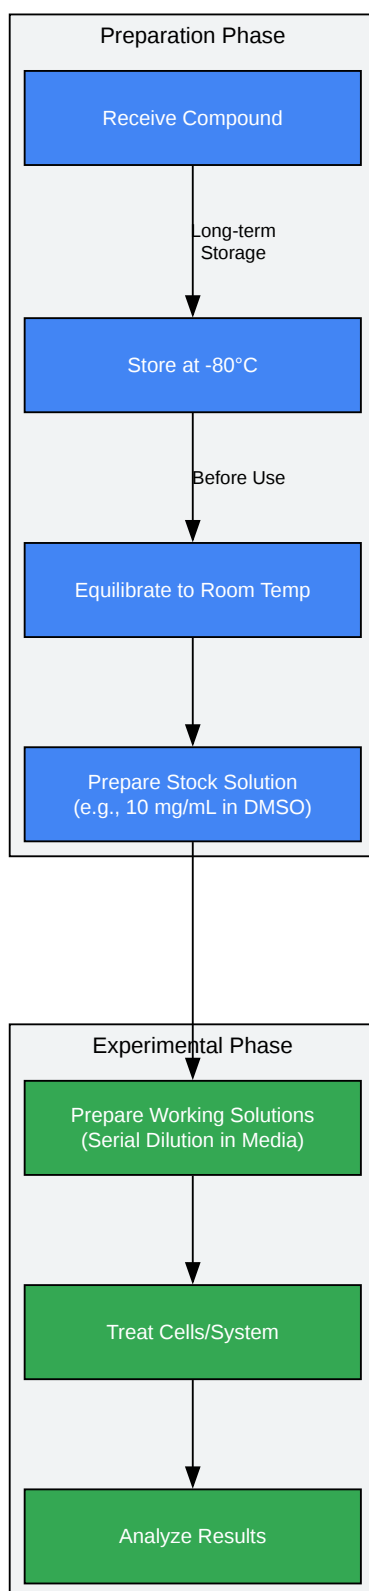 Preparation Phase
Receive Compound
Long-term
Storage
Store at -80°C
Before Use
Equilibrate to Room Temp
Prepare Stock Solution
(e.g., 10 mg/mL in DMSO)
Experimental Phase
Prepare Working Solutions
(Serial Dilution in Media)
Treat Cells/System
Analyze Results